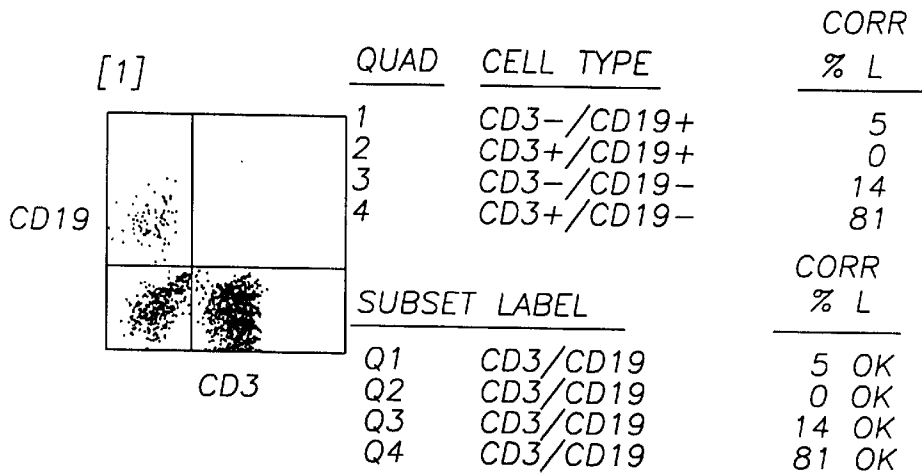 CORR
[1] QUAD CELL TYPE % L
1 CD3-/CD19+ 5
2 CD3+/CD19+ 0
3 CD3-/CD19- 14
4 CD3+/CD19- 81
CD19
CORR
SUBSET LABEL % L
Q1 CD3/CD19 5 OK
CD3
Q2 CD3/CD19 0 OK
Q3 CD3/CD19 14 OK
Q4 CD3/CD19 81 OK